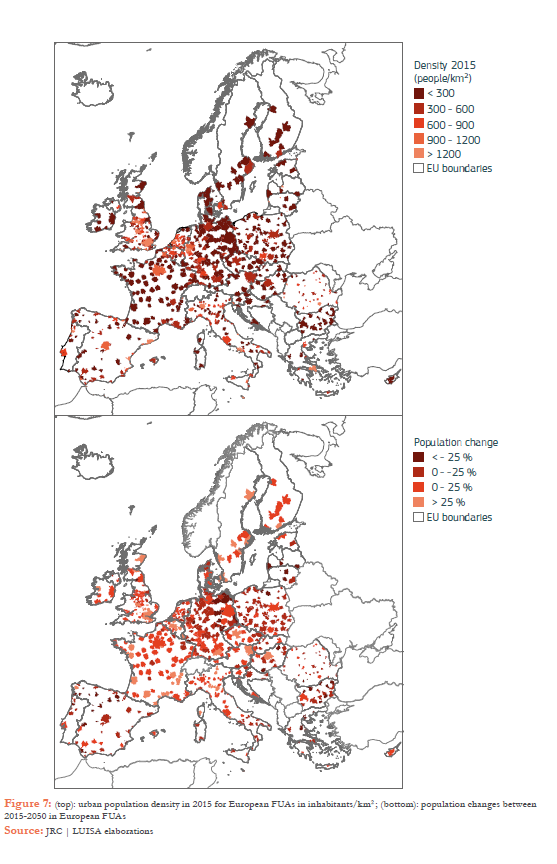 Density 2015
(people/km²)
< 300
300 - 600
600 - 900
900 - 1200
> 1200
EU boundaries
Population change
< - 25 %
0 - -25 %
0 - 25 %
> 25 %
EU boundaries
Figure 7: (top): urban population density in 2015 for European FUAs in inhabitants/km²; (bottom): population changes between
2015-2050 in European FUAs
Source: JRC | LUISA elaborations